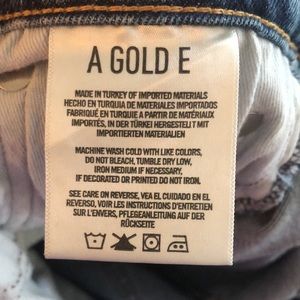 A GOLD E
MADE IN TURKEY OF IMPORTED MATERIALS
HECHO EN TURQUIA DE MATERIALES IMPORTADOS
FABRIQUÉ EN TURQUIE A PARTIR DE MATÉRIAUX
IMPORTÉS, IN DER TÜRKEI HERGESTELLT MIT
IMPORTIERTEN MATERIALIEN
MACHINE WASH COLD WITH LIKE COLORS,
DO NOT BLEACH, TUMBLE DRY LOW,
IRON MEDIUM IF NECESSARY.
IF DECORATED OR PRINTED DO NOT IRON.
SEE CARE ON REVERSE, VEA EL CUIDADO EN EL
REVERSO, VOIR LES INSTRUCTIONS D'ENTRETIEN
SUR L'ENVERS, PFLEGEANLEITUNG AUF DER
RÜCKSEITE